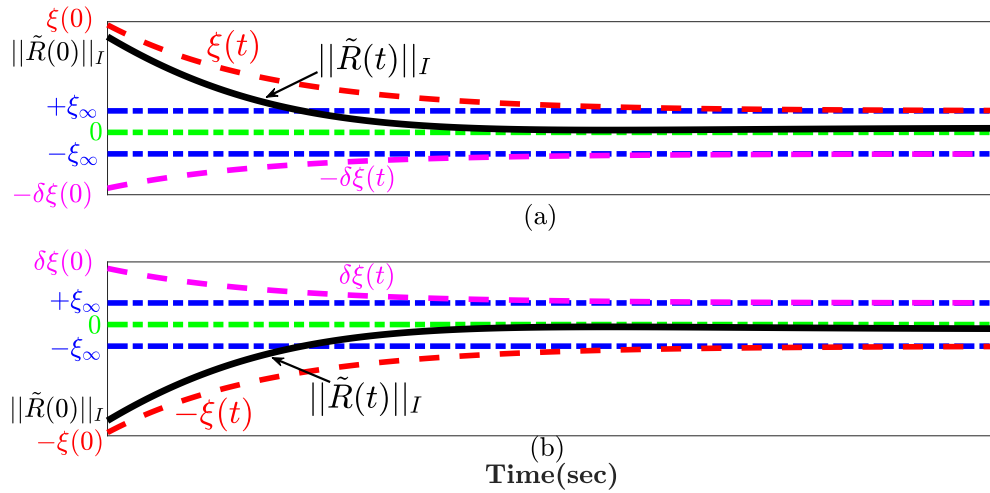 ξ(0)
||R̃(0)||_I
ξ(t)
||R̃(t)||_I
+ξ_∞
0
−ξ_∞
−δξ(t)
−δξ(0)
(a)
δξ(0)
δξ(t)
+ξ_∞
0
−ξ_∞
||R̃(t)||_I
||R̃(0)||_I
−ξ(t)
−ξ(0)
(b)
Time(sec)